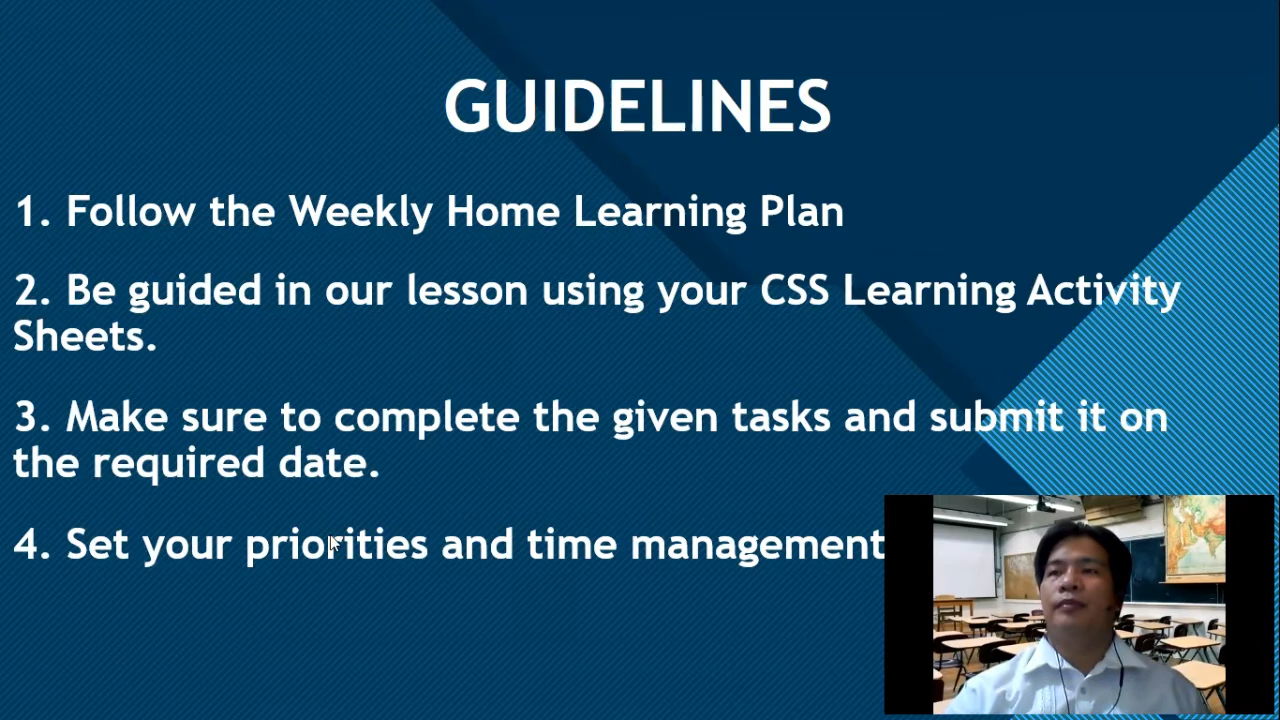 GUIDELINES
1. Follow the Weekly Home Learning Plan
2. Be guided in our lesson using your CSS Learning Activity
Sheets.
3. Make sure to complete the given tasks and submit it on
the required date.
4. Set your priorities and time management